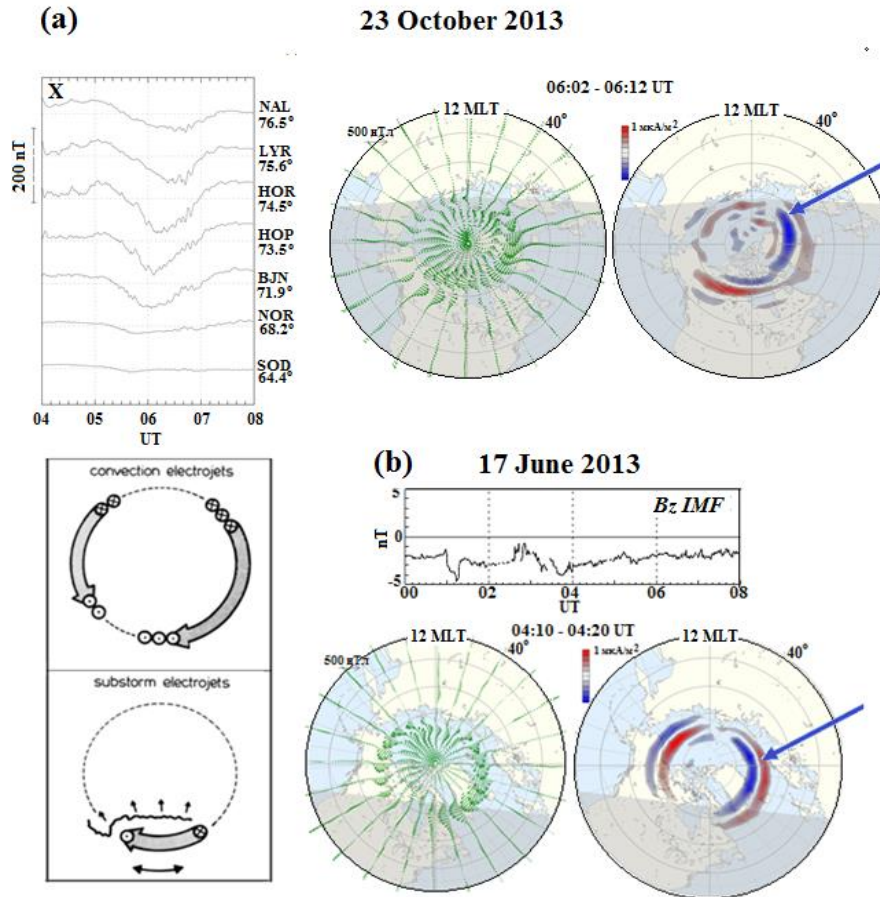 (a)
23 October 2013
X
NAL
76.5°
LYR
75.6°
HOR
74.5°
HOP
73.5°
BJN
71.9°
NOR
68.2°
SOD
64.4°
200 nT
04 05 06 07 08
UT
06:02 - 06:12 UT
12 MLT
40°
500 нТл
1 мкА/м²
12 MLT
40°
convection electrojets
substorm electrojets
(b)
17 June 2013
Bz IMF
nT
5
0
-5
00 02 04 06 08
UT
04:10 - 04:20 UT
12 MLT
40°
500 нТл
1 мкА/м²
12 MLT
40°